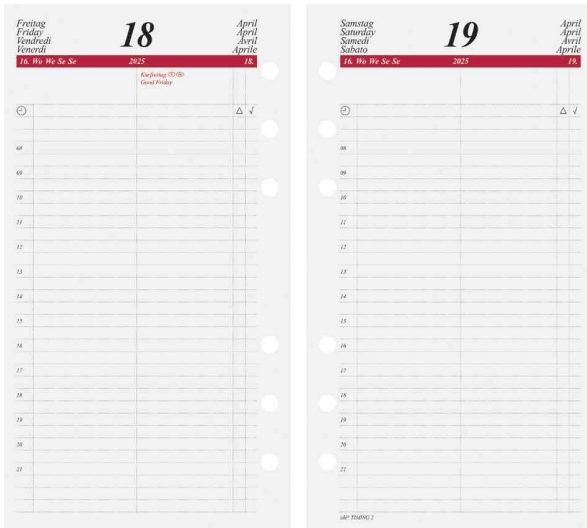 Freitag
Friday
Vendredi
Venerdì
18
April
April
Avril
Aprile
16. Wo We Se Se 2025 18.
Karfreitag
Good Friday
08
09
10
11
12
13
14
15
16
17
18
19
20
21
Samstag
Saturday
Samedi
Sabato
19
April
April
Avril
Aprile
16. Wo We Se Se 2025 19.
08
09
10
11
12
13
14
15
16
17
18
19
20
21
TIMING 2